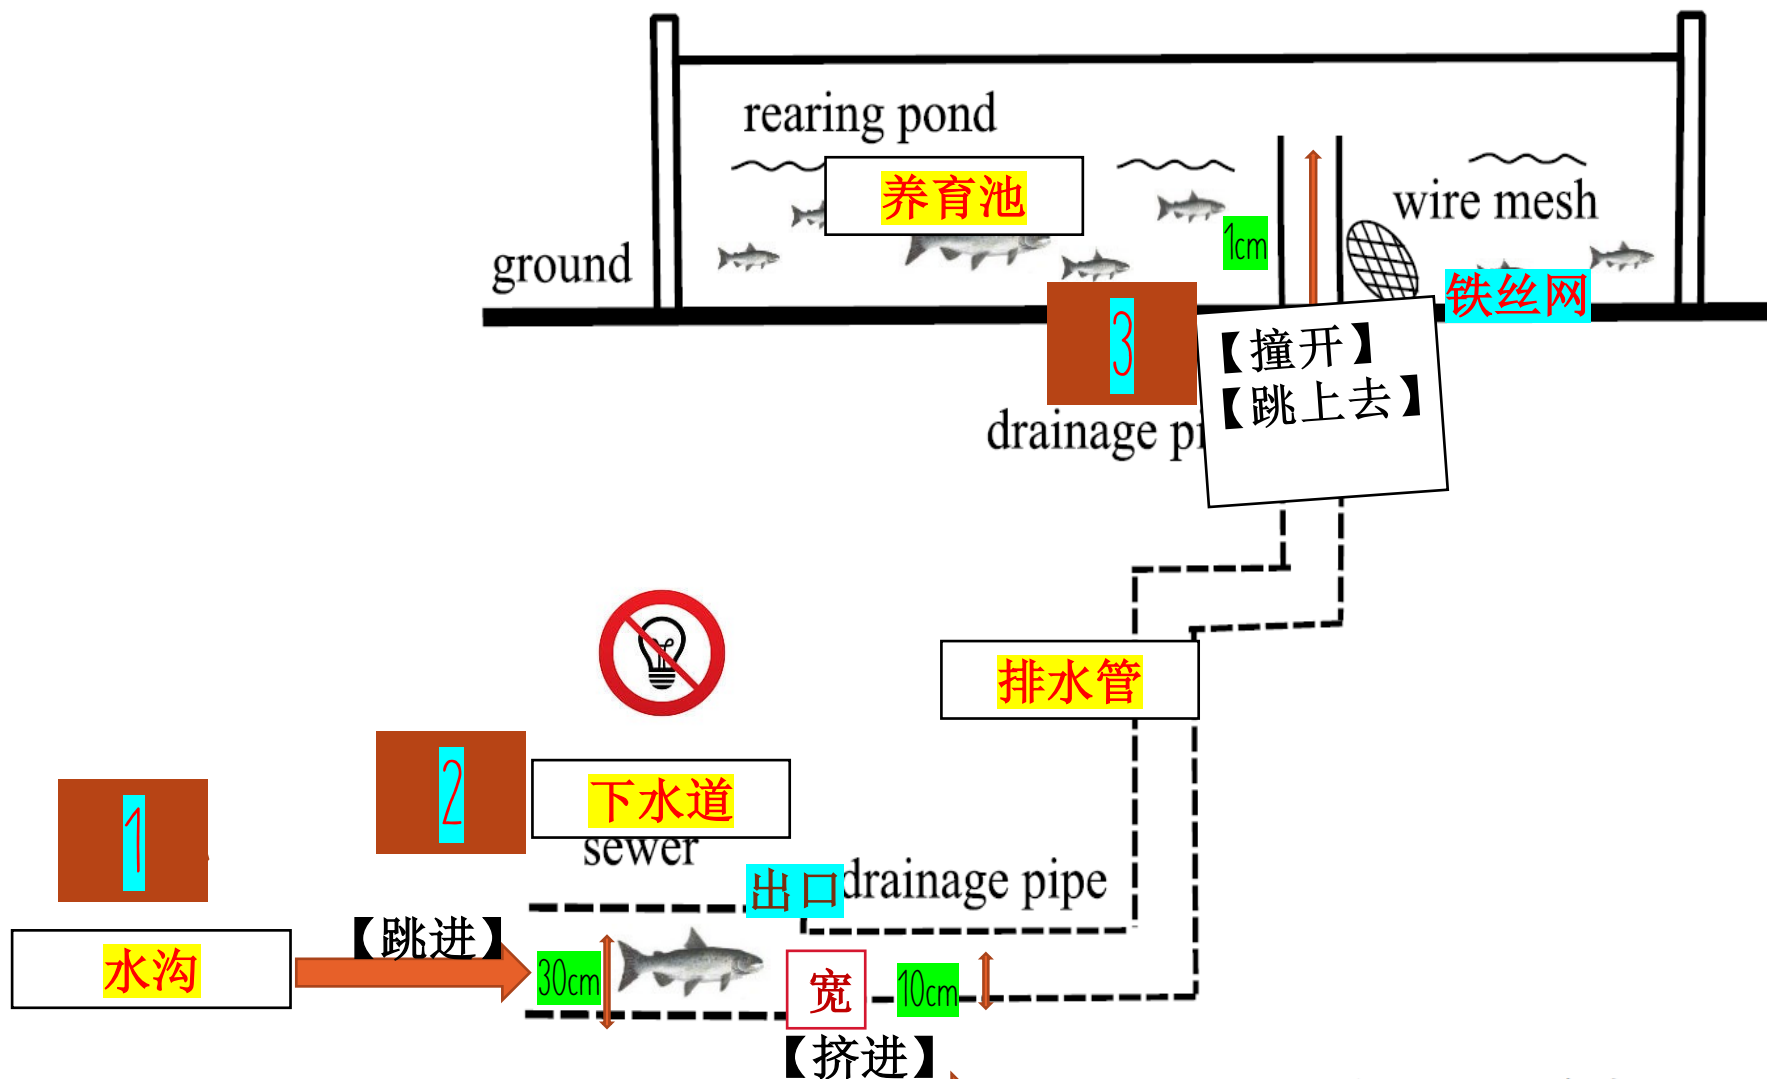 rearing pond
养育池
wire mesh
1cm
ground
铁丝网
3
【撞开】
【跳上去】
drainage
排水管
2
下水道
1
sewer
出口
drainage pipe
【跳进】
水沟
30cm
宽
10cm
【挤进】